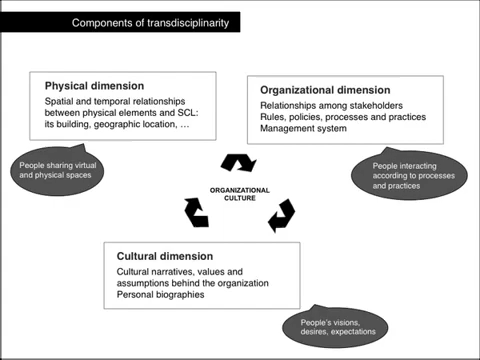 Components of transdisciplinarity
Physical dimension
Spatial and temporal relationships
between physical elements and SCL:
its building, geographic location, …
Organizational dimension
Relationships among stakeholders
Rules, policies, processes and practices
Management system
People sharing virtual
and physical spaces
People interacting
according to processes
and practices
ORGANIZATIONAL
CULTURE
Cultural dimension
Cultural narratives, values and
assumptions behind the organization
Personal biographies
People's visions,
desires, expectations